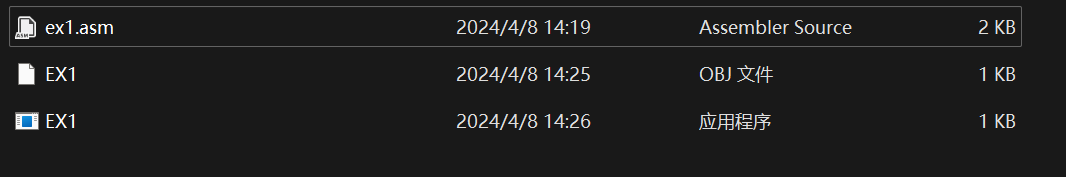 ex1.asm 2024/4/8 14:19 Assembler Source 2 KB
EX1 2024/4/8 14:25 OBJ 文件 1 KB
EX1 2024/4/8 14:26 应用程序 1 KB